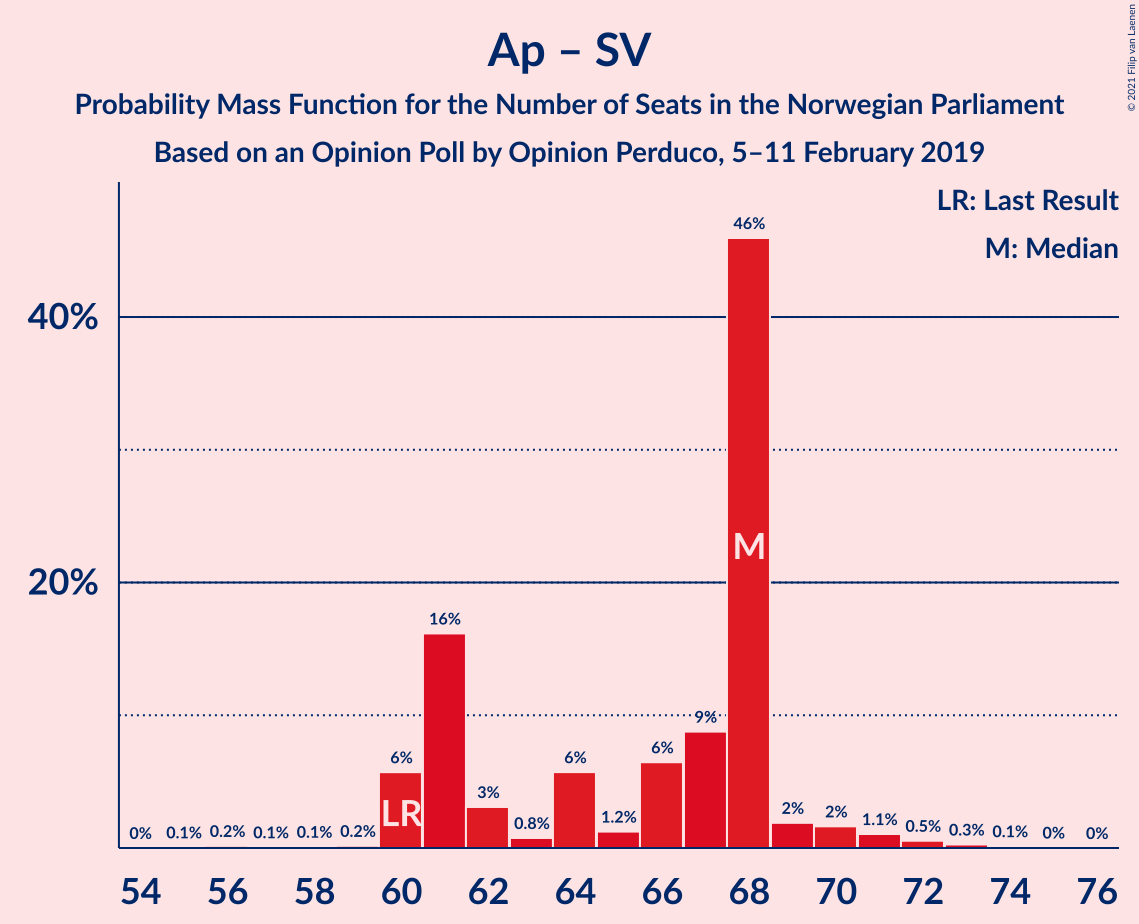 Ap – SV
Probability Mass Function for the Number of Seats in the Norwegian Parliament
Based on an Opinion Poll by Opinion Perduco, 5–11 February 2019
© 2021 Filip van Laenen
LR: Last Result
M: Median
40%
20%
0% 0.1% 0.2% 0.1% 0.1% 0.2% 6% 16% 3% 0.8% 6% 1.2% 6% 9% 46% 2% 2% 1.1% 0.5% 0.3% 0.1% 0% 0%
LR
M
54 56 58 60 62 64 66 68 70 72 74 76